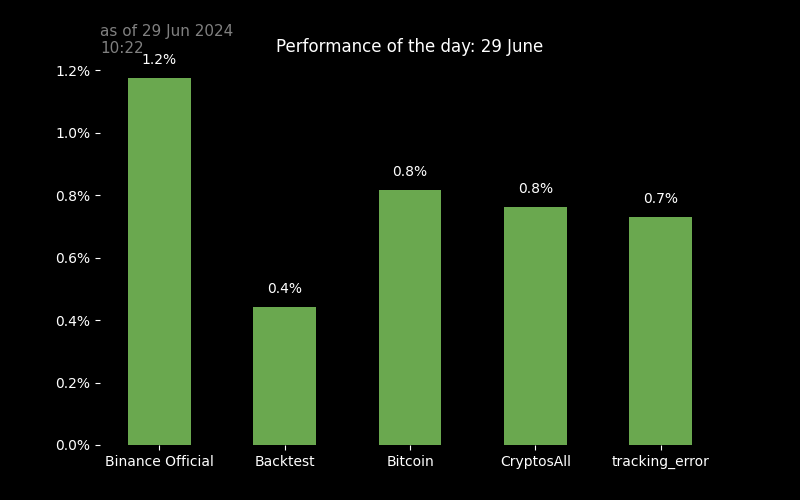 as of 29 Jun 2024
10:22
Performance of the day: 29 June
1.2%
1.0%
0.8%
0.6%
0.4%
0.2%
0.0%
1.2%
0.4%
0.8%
0.8%
0.7%
Binance Official
Backtest
Bitcoin
CryptosAll
tracking_error